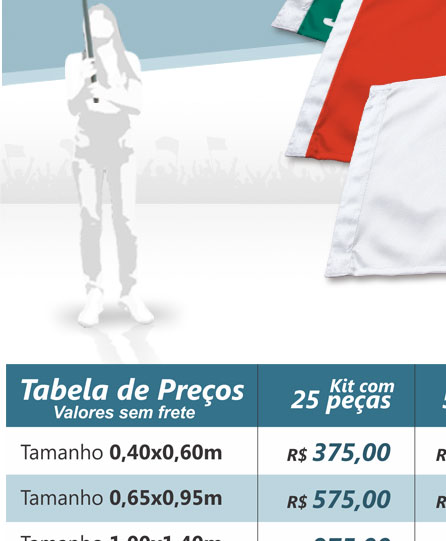 Tabela de Preços
Valores sem frete
Kit com
25 peças
Tamanho 0,40x0,60m
R$ 375,00
Tamanho 0,65x0,95m
R$ 575,00